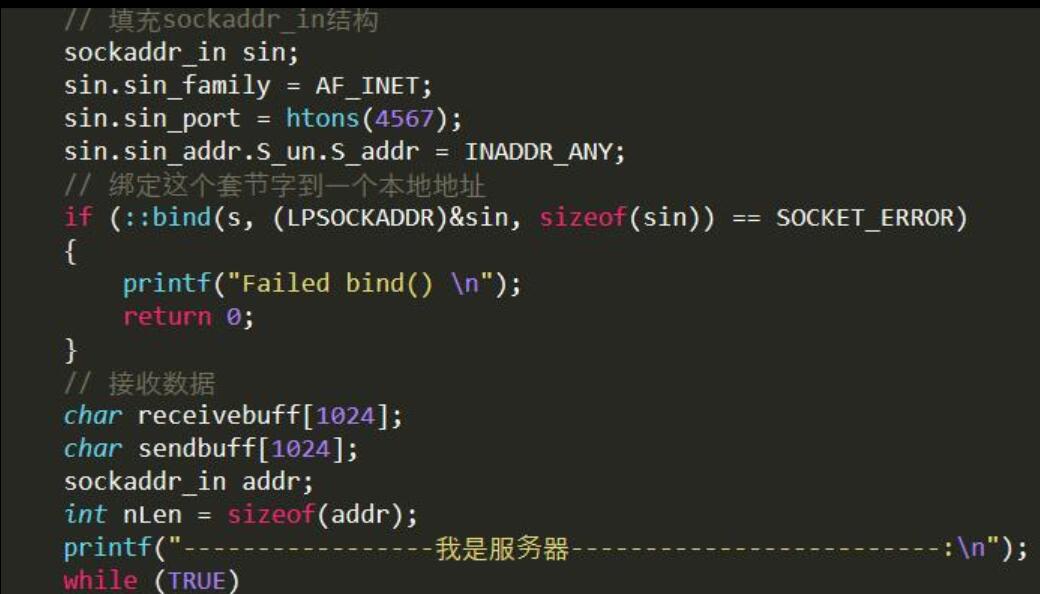 // 填充sockaddr_in结构
sockaddr_in sin;
sin.sin_family = AF_INET;
sin.sin_port = htons(4567);
sin.sin_addr.S_un.S_addr = INADDR_ANY;
// 绑定这个套节字到一个本地地址
if (::bind(s, (LPSOCKADDR)&sin, sizeof(sin)) == SOCKET_ERROR)
{
    printf("Failed bind() \n");
    return 0;
}
// 接收数据
char receivebuff[1024];
char sendbuff[1024];
sockaddr_in addr;
int nLen = sizeof(addr);
printf("-----------------我是服务器-------------------------:\n");
while (TRUE)